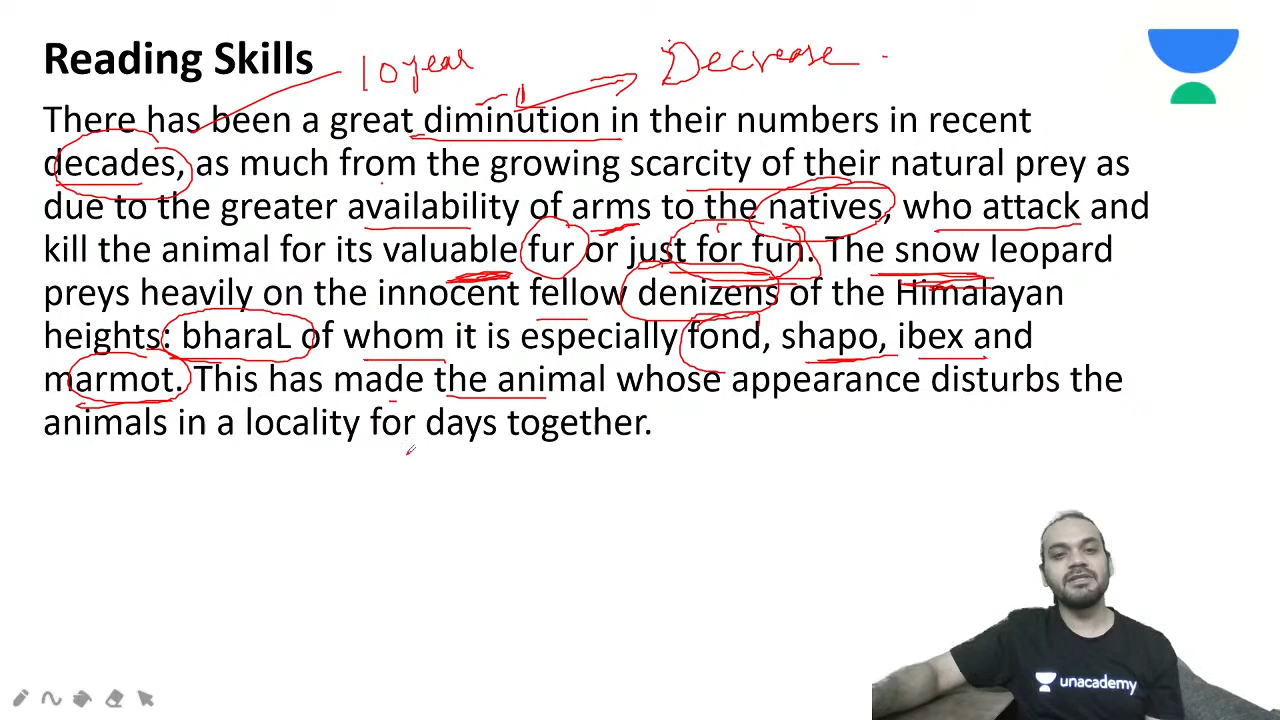 Reading Skills
10 year
Decrease
There has been a great diminution in their numbers in recent
decades, as much from the growing scarcity of their natural prey as
due to the greater availability of arms to the natives, who attack and
kill the animal for its valuable fur or just for fun. The snow leopard
preys heavily on the innocent fellow denizens of the Himalayan
heights: bharaL of whom it is especially fond, shapo, ibex and
marmot. This has made the animal whose appearance disturbs the
animals in a locality for days together.
unacademy